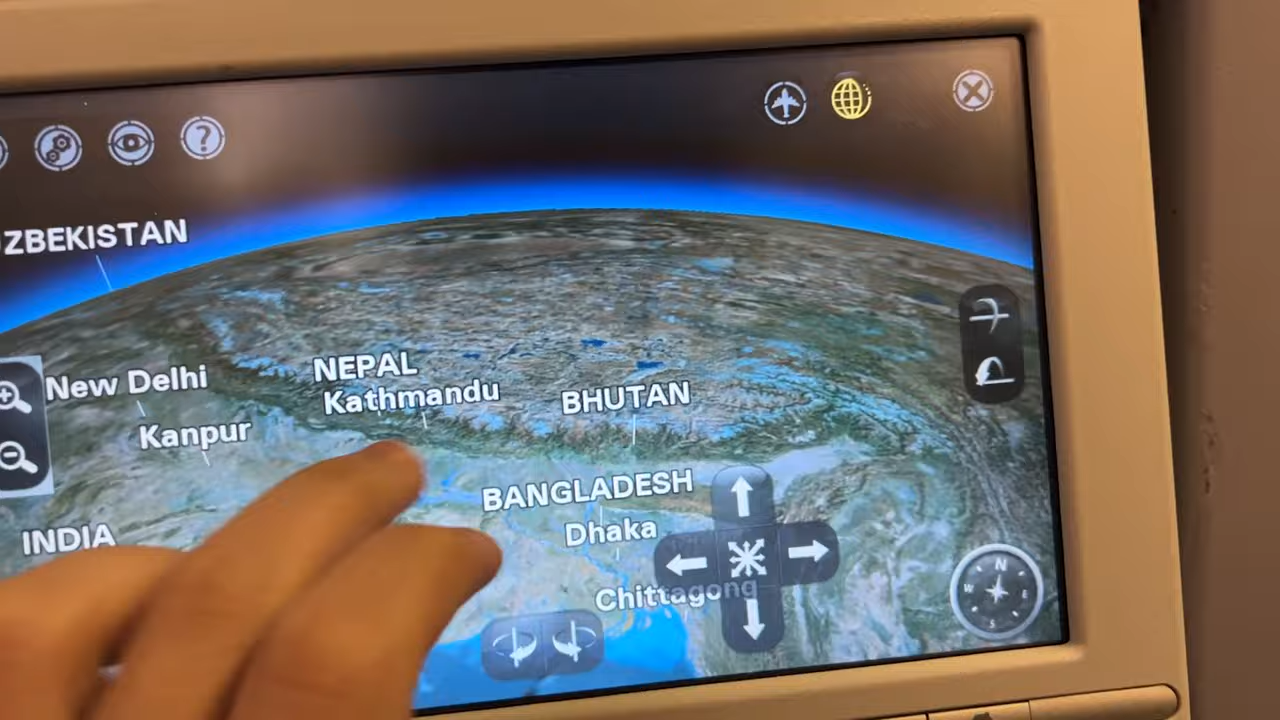 ?
ZBEKISTAN
New Delhi
NEPAL
Kathmandu
BHUTAN
Kanpur
BANGLADESH
INDIA
Dhaka
Chittagong
N
W E
S